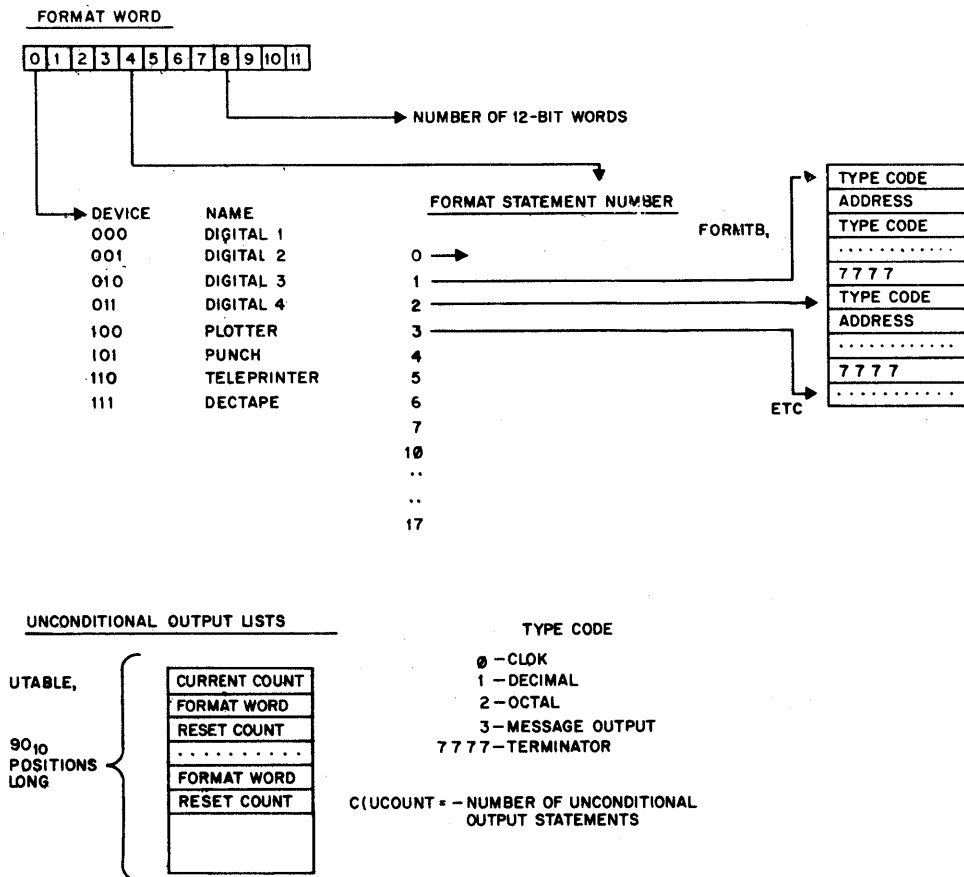 FORMAT WORD
0 1 2 3 4 5 6 7 8 9 10 11
NUMBER OF 12-BIT WORDS
DEVICE NAME
000 DIGITAL 1
001 DIGITAL 2
010 DIGITAL 3
011 DIGITAL 4
100 PLOTTER
101 PUNCH
110 TELEPRINTER
111 DECTAPE
FORMAT STATEMENT NUMBER
0
1
2
3
4
5
6
7
10
..
..
17
FORMTB,
ETC
TYPE CODE
ADDRESS
TYPE CODE
............
7777
TYPE CODE
ADDRESS
............
7777
............
UNCONDITIONAL OUTPUT LISTS
UTABLE,
90₁₀
POSITIONS
LONG
CURRENT COUNT
FORMAT WORD
RESET COUNT
..........
FORMAT WORD
RESET COUNT
TYPE CODE
Ø – CLOK
1 – DECIMAL
2 – OCTAL
3 – MESSAGE OUTPUT
7777 – TERMINATOR
C(UCOUNT = – NUMBER OF UNCONDITIONAL
OUTPUT STATEMENTS